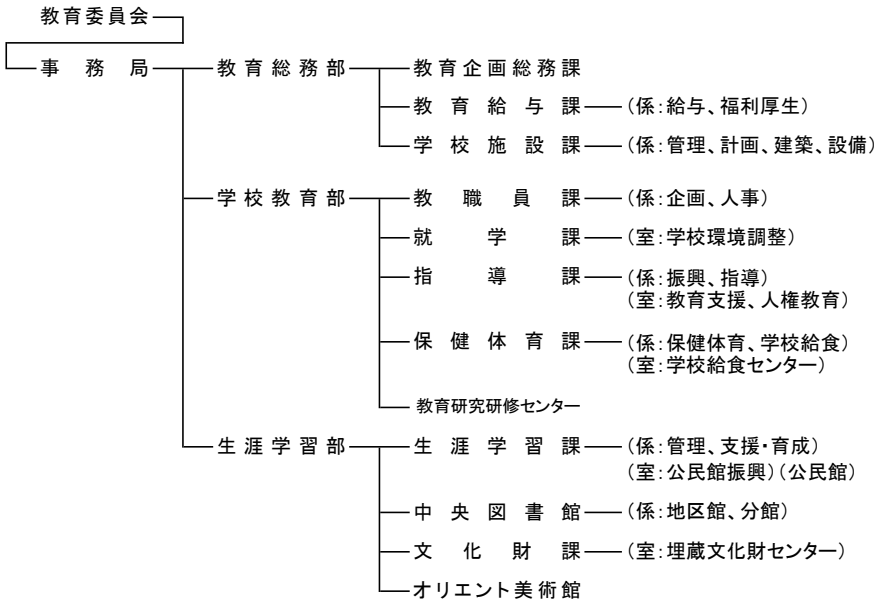 教育委員会
事務局 教育総務部 教育企画総務課
教育給与課 (係:給与、福利厚生)
学校施設課 (係:管理、計画、建築、設備)
学校教育部 教職員課 (係:企画、人事)
就学課 (室:学校環境調整)
指導課 (係:振興、指導)
(室:教育支援、人権教育)
保健体育課 (係:保健体育、学校給食)
(室:学校給食センター)
教育研究研修センター
生涯学習部 生涯学習課 (係:管理、支援・育成)
(室:公民館振興)(公民館)
中央図書館 (係:地区館、分館)
文化財課 (室:埋蔵文化財センター)
オリエント美術館